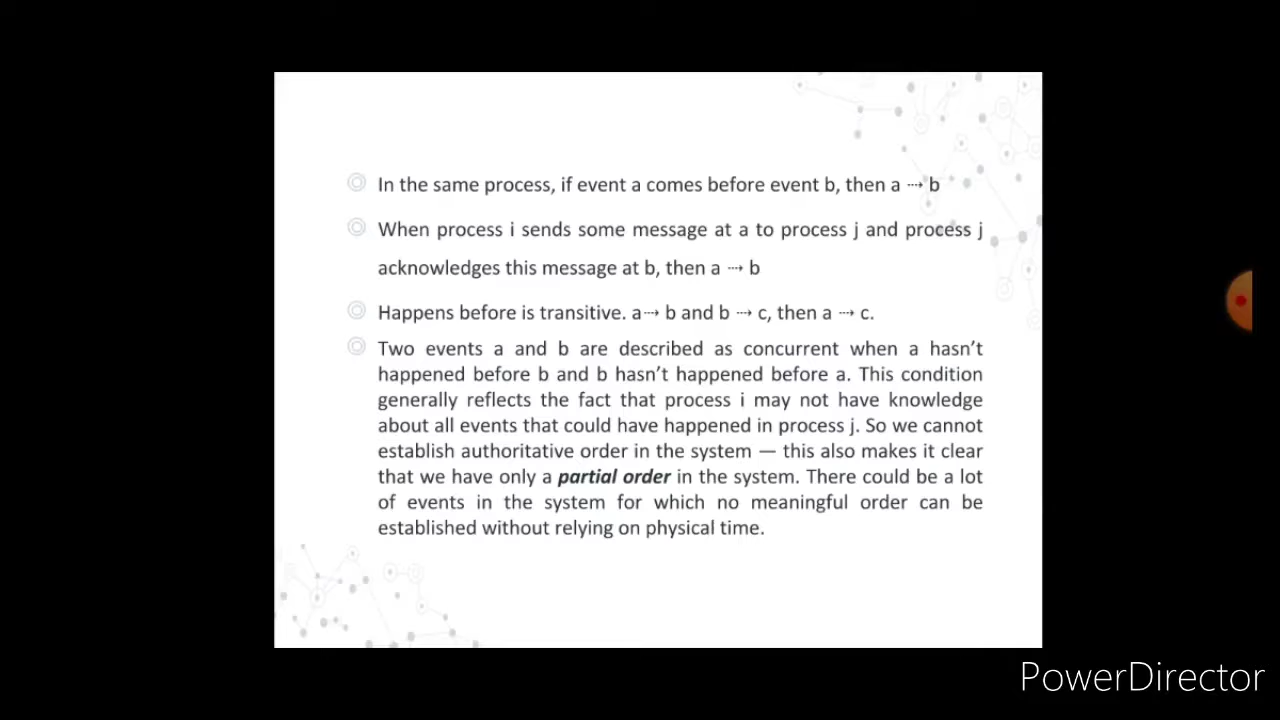 In the same process, if event a comes before event b, then a ⇢ b
When process i sends some message at a to process j and process j
acknowledges this message at b, then a ⇢ b
Happens before is transitive. a⇢ b and b ⇢ c, then a ⇢ c.
Two events a and b are described as concurrent when a hasn’t
happened before b and b hasn’t happened before a. This condition
generally reflects the fact that process i may not have knowledge
about all events that could have happened in process j. So we cannot
establish authoritative order in the system — this also makes it clear
that we have only a partial order in the system. There could be a lot
of events in the system for which no meaningful order can be
established without relying on physical time.
PowerDirector